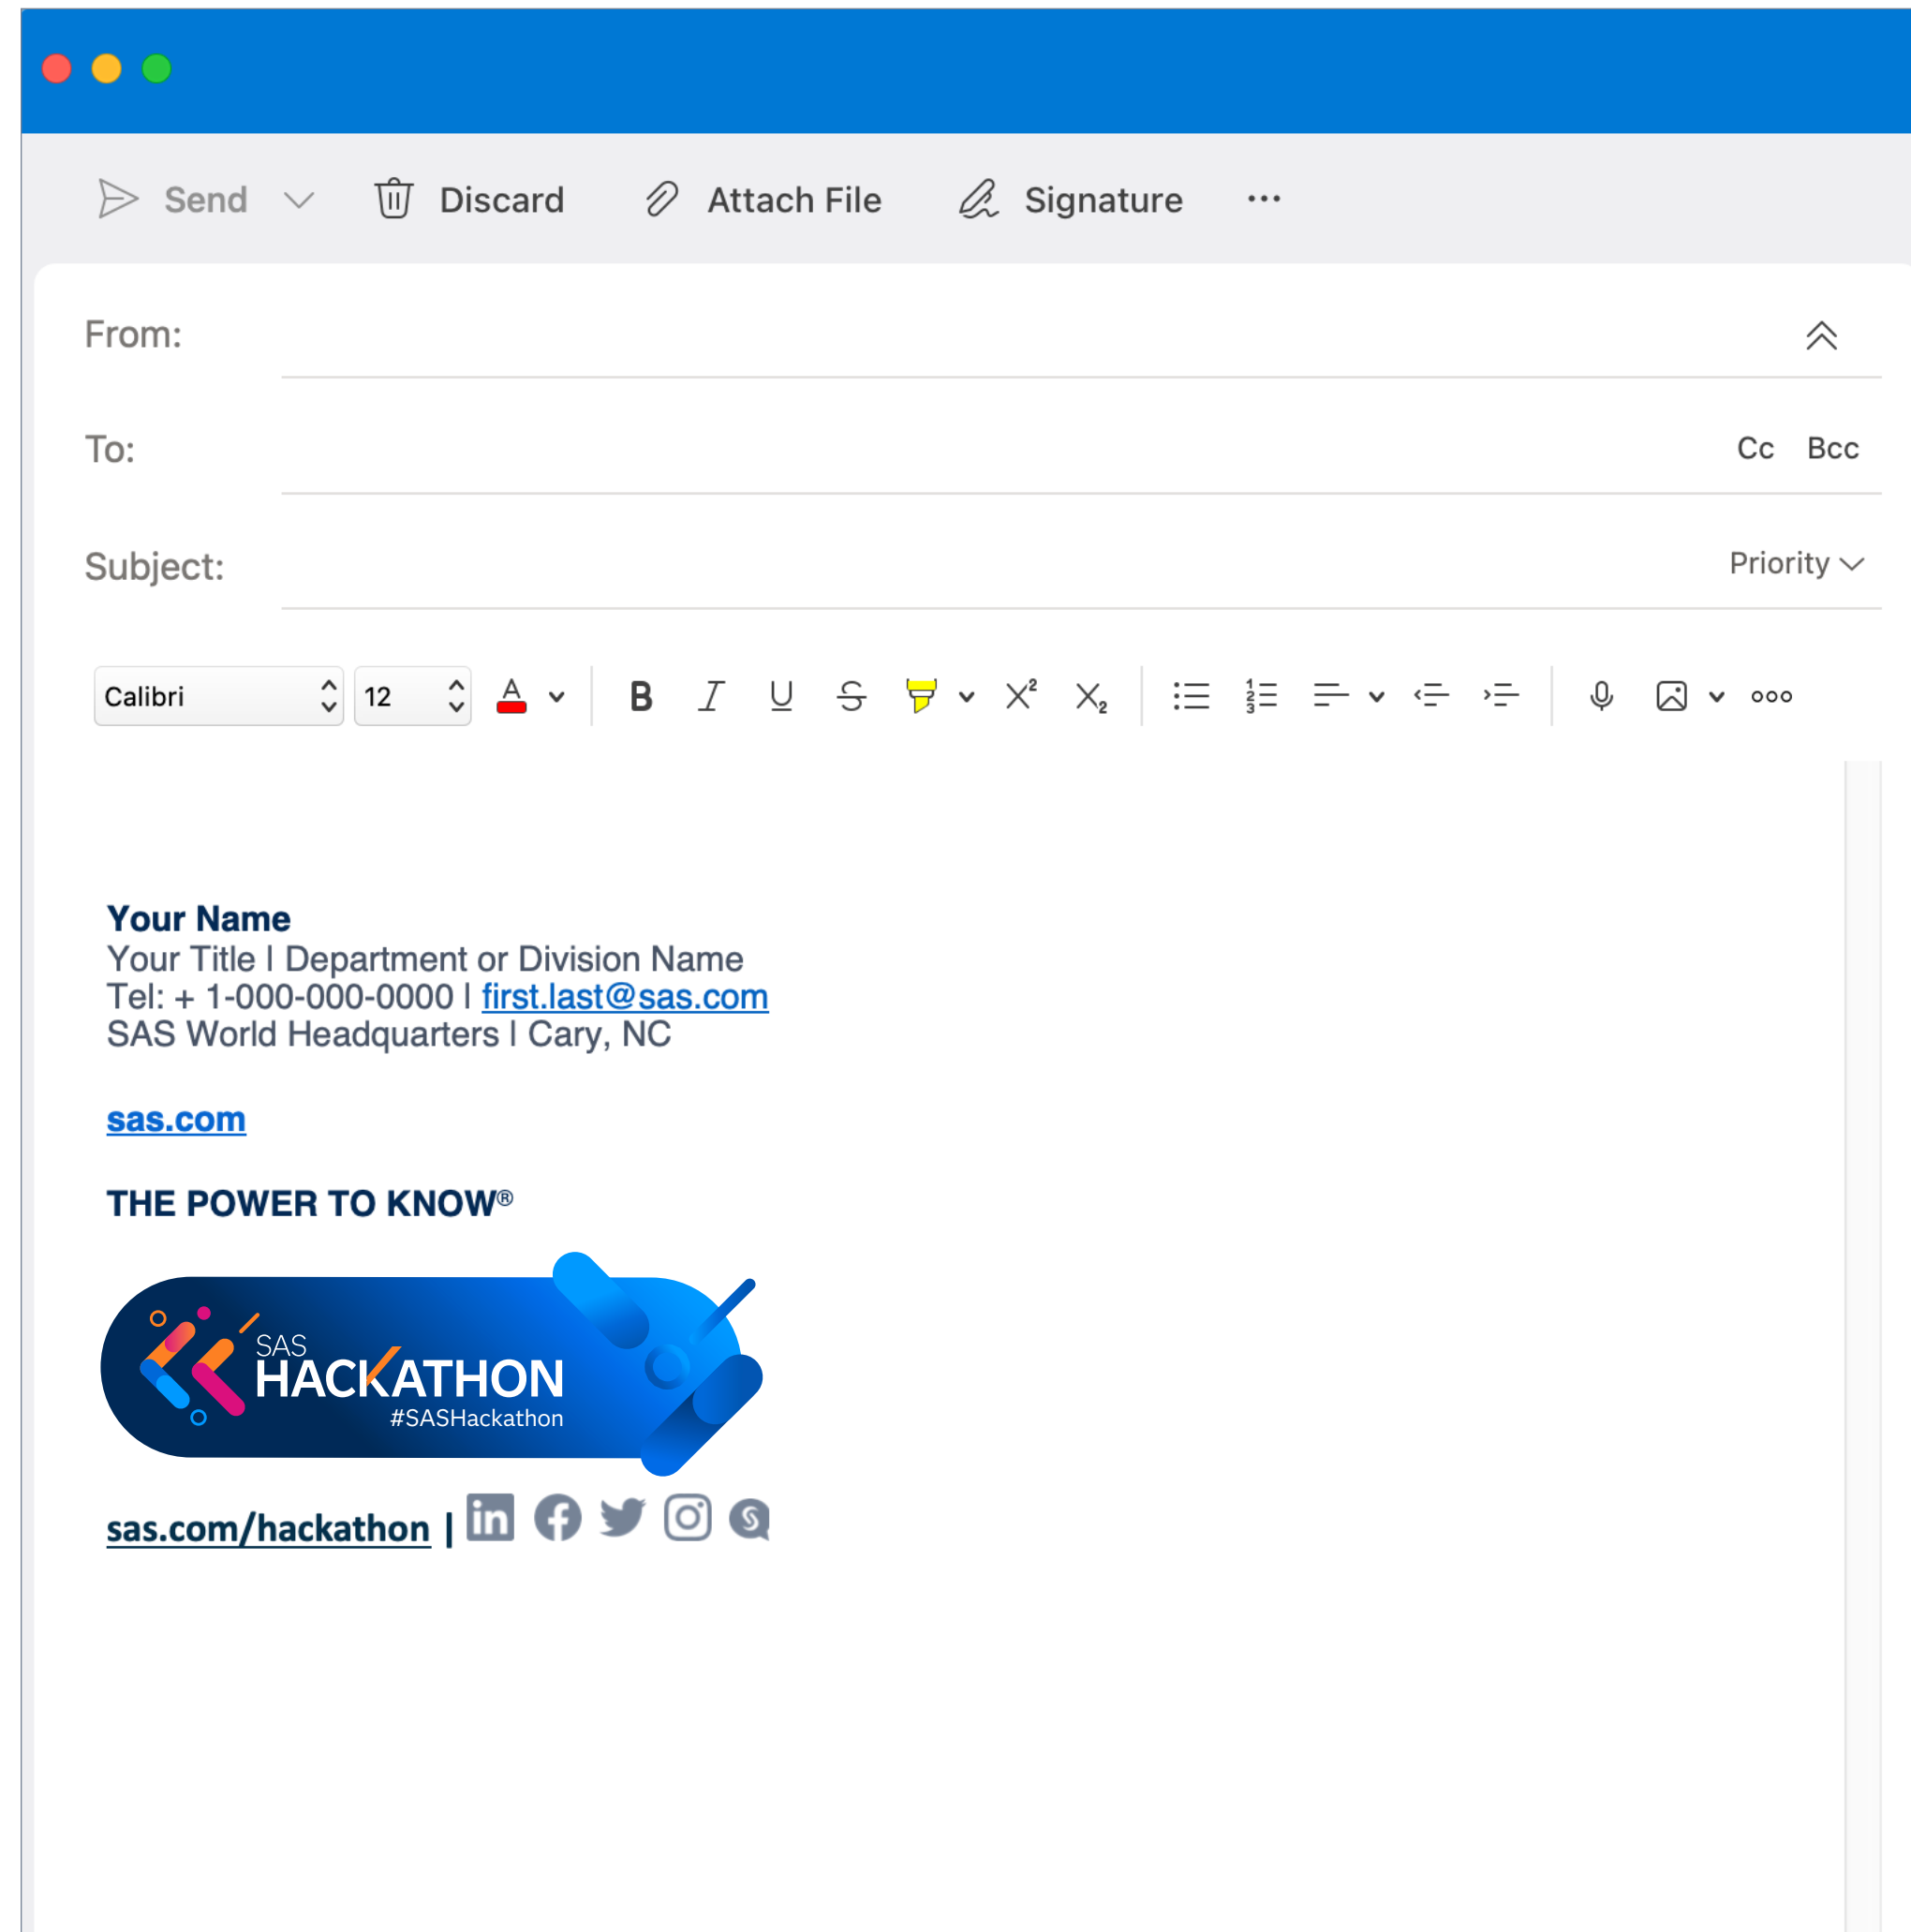 Send Discard Attach File Signature
From:
To: Cc Bcc
Subject: Priority
Calibri 12
Your Name
Your Title | Department or Division Name
Tel: + 1-000-000-0000 | first.last@sas.com
SAS World Headquarters | Cary, NC
sas.com
THE POWER TO KNOW®
SAS
HACKATHON
#SASHackathon
sas.com/hackathon |